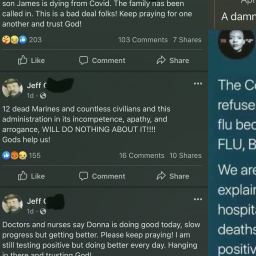 son James is dying from Covid. The family nas been
called in. This is a bad deal folks! Keep praying for one
another and trust God!
203
103 Comments 7 Shares
Like
Comment
Share
Jeff
1d
12 dead Marines and countless civilians and this
administration in its incompetence, apathy, and
arrogance, WILL DO NOTHING ABOUT IT!!!!
Gods help us!
155
16 Comments 10 Shares
Like
Comment
Share
Jeff
1d
Doctors and nurses say Donna is doing good today, slow
progress but getting better. Please keep praying! I am
still testing positive but doing better every day. Hanging
in there and trusting God!
A damn
The C
refuse
flu bec
FLU, B
We are
explai
hospit
deaths
positiv